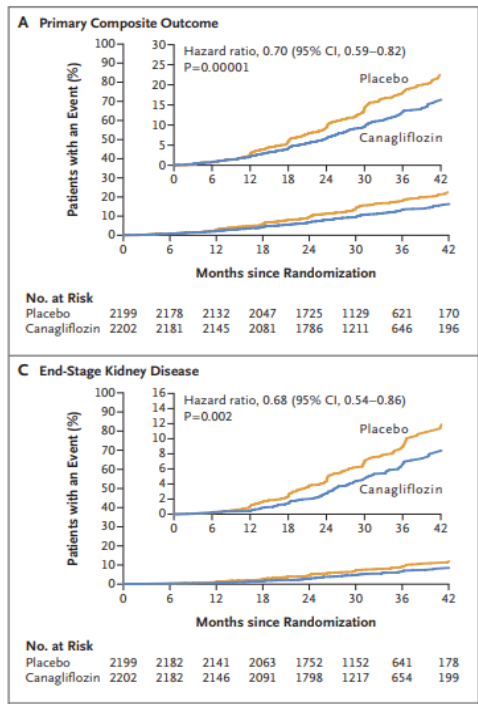 A Primary Composite Outcome
Patients with an Event (%)
100
90
80
70
60
50
40
30
20
10
0
30
25
20
15
10
5
0
Hazard ratio, 0.70 (95% CI, 0.59–0.82)
P=0.00001
Placebo
Canagliflozin
0 6 12 18 24 30 36 42
0 6 12 18 24 30 36 42
Months since Randomization
No. at Risk
Placebo 2199 2178 2132 2047 1725 1129 621 170
Canagliflozin 2202 2181 2145 2081 1786 1211 646 196
C End-Stage Kidney Disease
Patients with an Event (%)
100
90
80
70
60
50
40
30
20
10
0
16
14
12
10
8
6
4
2
0
Hazard ratio, 0.68 (95% CI, 0.54–0.86)
P=0.002
Placebo
Canagliflozin
0 6 12 18 24 26 30 36 42
0 6 12 18 24 30 36 42
Months since Randomization
No. at Risk
Placebo 2199 2182 2141 2063 1752 1152 641 178
Canagliflozin 2202 2182 2146 2091 1798 1217 654 199